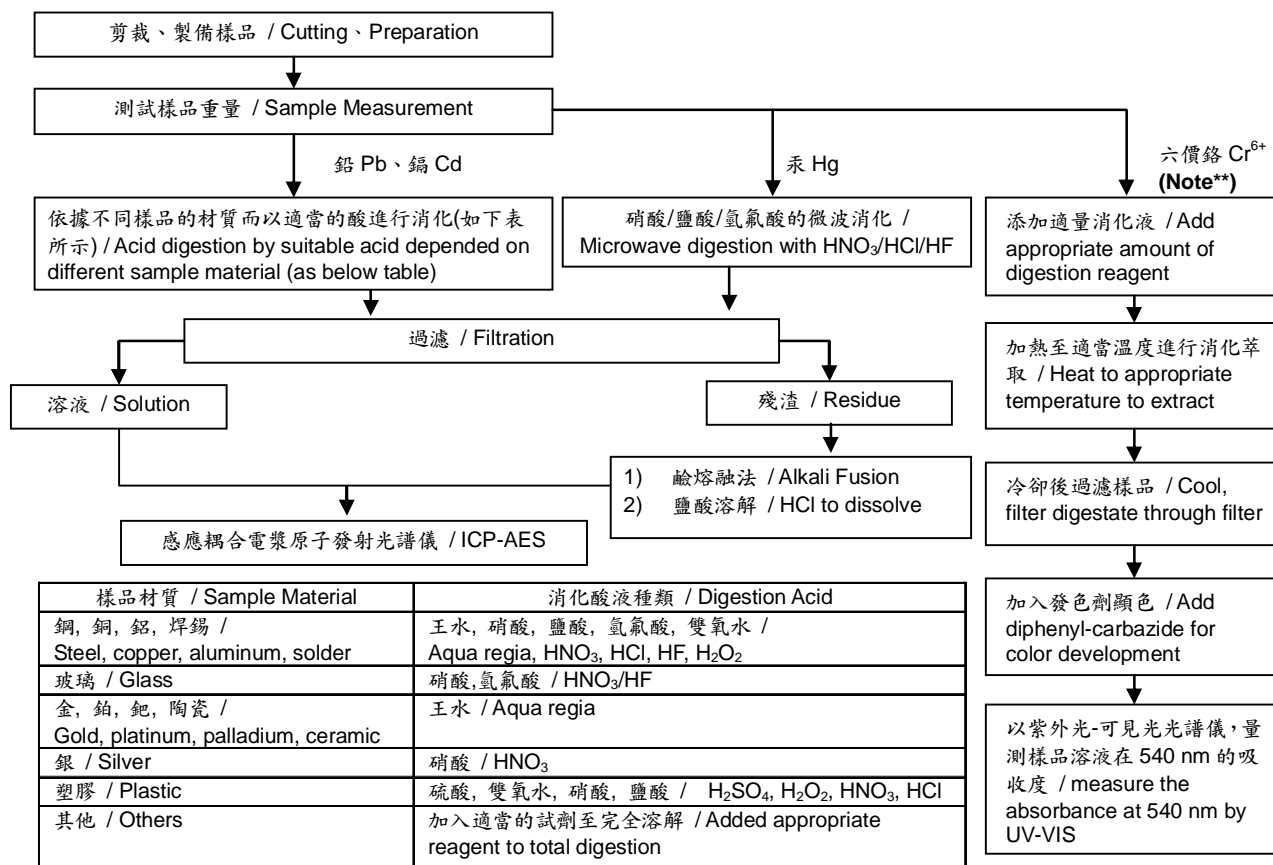 剪裁、製備樣品 / Cutting、Preparation
測試樣品重量 / Sample Measurement
鉛 Pb、鎘 Cd
汞 Hg
六價鉻 Cr⁶⁺
(Note**)
依據不同樣品的材質而以適當的酸進行消化(如下表
所示) / Acid digestion by suitable acid depended on
different sample material (as below table)
硝酸/鹽酸/氫氟酸的微波消化 /
Microwave digestion with HNO₃/HCl/HF
添加適量消化液 / Add
appropriate amount of
digestion reagent
過濾 / Filtration
加熱至適當溫度進行消化萃
取 / Heat to appropriate
temperature to extract
溶液 / Solution
殘渣 / Residue
1) 鹼熔融法 / Alkali Fusion
2) 鹽酸溶解 / HCl to dissolve
冷卻後過濾樣品 / Cool,
filter digestate through filter
感應耦合電漿原子發射光譜儀 / ICP-AES
加入發色劑顯色 / Add
diphenyl-carbazide for
color development
以紫外光-可見光光譜儀，量
測樣品溶液在 540 nm 的吸
收度 / measure the
absorbance at 540 nm by
UV-VIS
樣品材質 / Sample Material 消化酸液種類 / Digestion Acid
鋼, 銅, 鋁, 焊錫 / 王水, 硝酸, 鹽酸, 氫氟酸, 雙氧水 /
Steel, copper, aluminum, solder Aqua regia, HNO₃, HCl, HF, H₂O₂
玻璃 / Glass 硝酸,氫氟酸 / HNO₃/HF
金, 鉑, 鈀, 陶瓷 / 王水 / Aqua regia
Gold, platinum, palladium, ceramic
銀 / Silver 硝酸 / HNO₃
塑膠 / Plastic 硫酸, 雙氧水, 硝酸, 鹽酸 / H₂SO₄, H₂O₂, HNO₃, HCl
其他 / Others 加入適當的試劑至完全溶解 / Added appropriate
reagent to total digestion